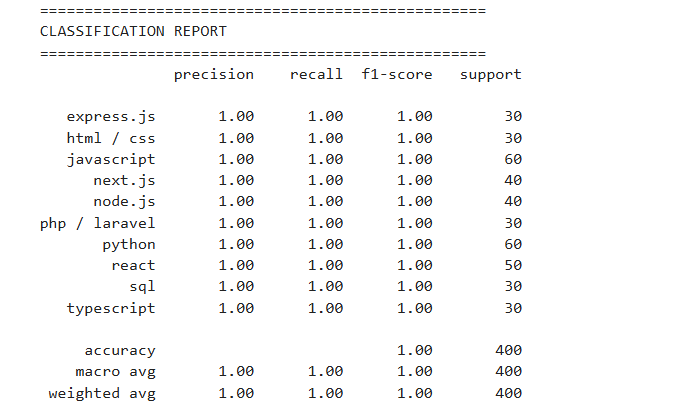 ==================================================
CLASSIFICATION REPORT
==================================================
precision recall f1-score support
express.js 1.00 1.00 1.00 30
html / css 1.00 1.00 1.00 30
javascript 1.00 1.00 1.00 60
next.js 1.00 1.00 1.00 40
node.js 1.00 1.00 1.00 40
php / laravel 1.00 1.00 1.00 30
python 1.00 1.00 1.00 60
react 1.00 1.00 1.00 50
sql 1.00 1.00 1.00 30
typescript 1.00 1.00 1.00 30
accuracy 1.00 400
macro avg 1.00 1.00 1.00 400
weighted avg 1.00 1.00 1.00 400